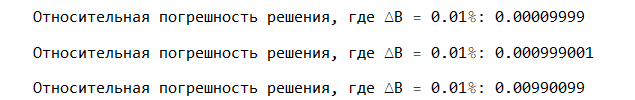 Относительная погрешность решения, где △B = 0.01%: 0.00009999
Относительная погрешность решения, где △B = 0.01%: 0.000999001
Относительная погрешность решения, где △B = 0.01%: 0.00990099